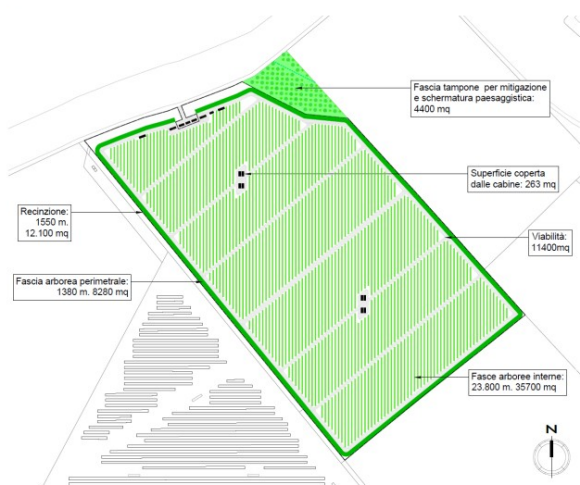 Fascia tampone per mitigazione
e schermatura paesaggistica:
4400 mq
Superficie coperta
dalle cabine: 263 mq
Recinzione:
1550 m.
12.100 mq
Viabilità:
11400mq
Fascia arborea perimetrale:
1380 m. 8280 mq
Fasce arboree interne:
23.800 m. 35700 mq
N